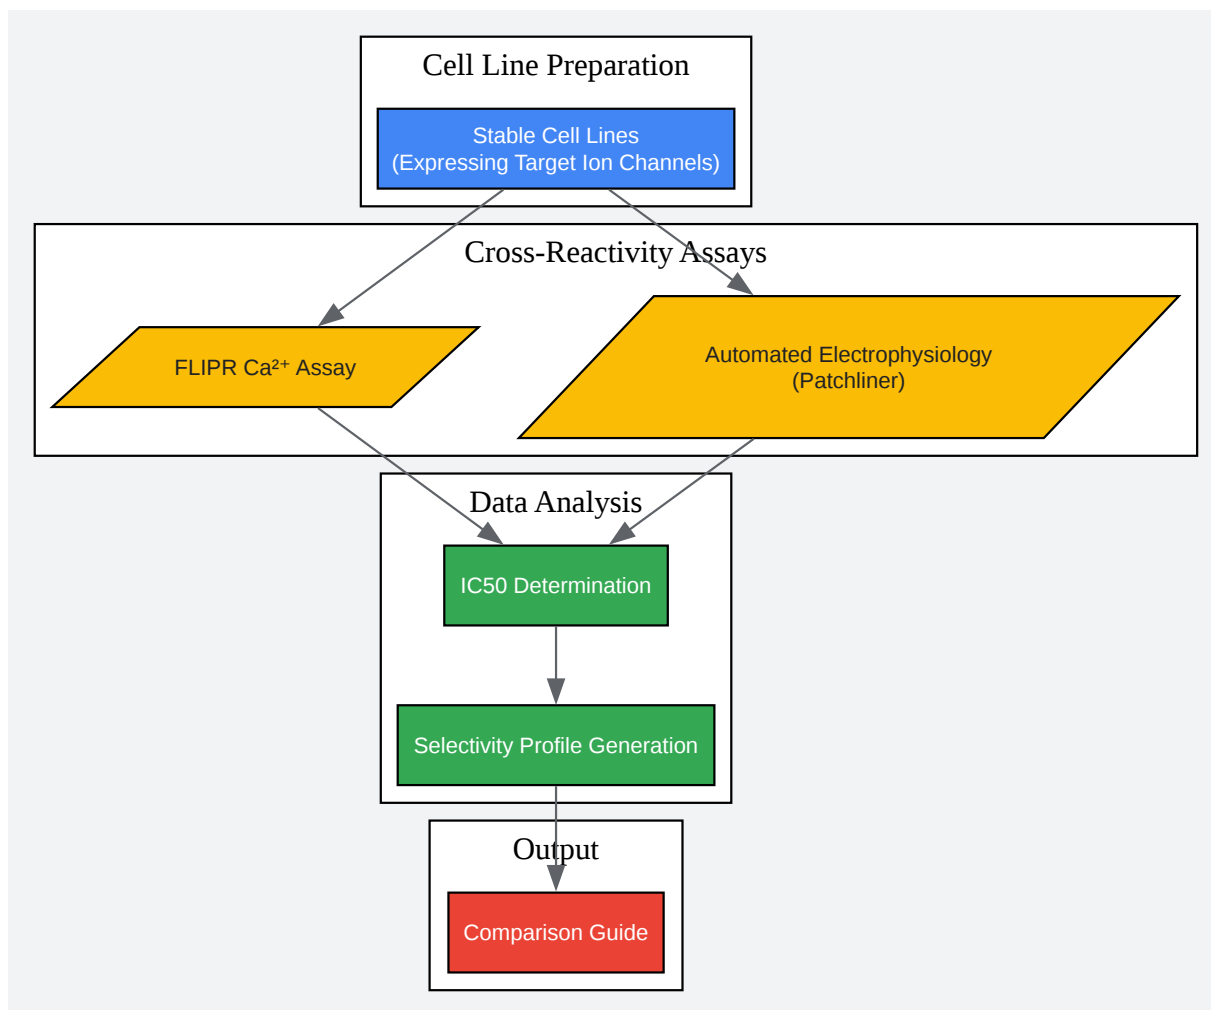 Cell Line Preparation
Stable Cell Lines
(Expressing Target Ion Channels)
Cross-Reactivity Assays
FLIPR Ca²⁺ Assay
Automated Electrophysiology
(Patchliner)
Data Analysis
IC50 Determination
Selectivity Profile Generation
Output
Comparison Guide